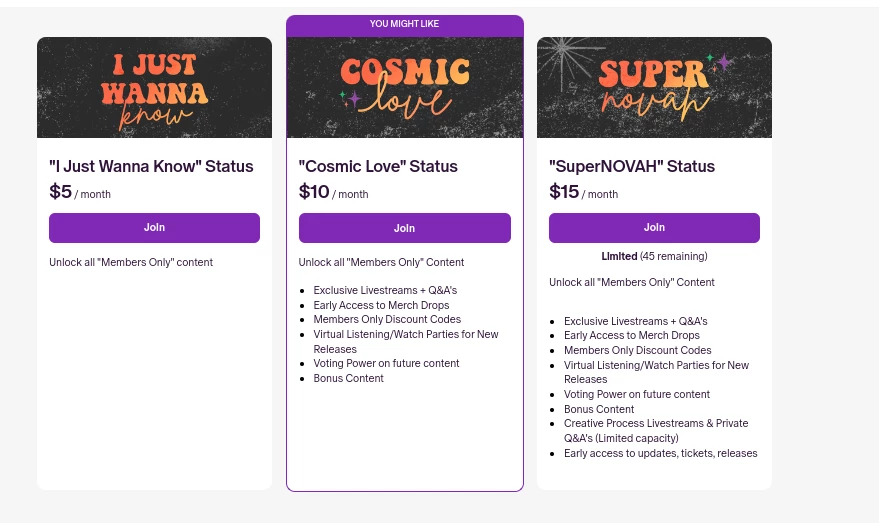 YOU MIGHT LIKE
I JUST
WANNA
know
"I Just Wanna Know" Status
$5 / month
Join
Unlock all "Members Only" content
COSMIC
love
"Cosmic Love" Status
$10 / month
Join
Unlock all "Members Only" Content
• Exclusive Livestreams + Q&A's
• Early Access to Merch Drops
• Members Only Discount Codes
• Virtual Listening/Watch Parties for New
Releases
• Voting Power on future content
• Bonus Content
SUPER
novah
"SuperNOVAH" Status
$15 / month
Join
Limited (45 remaining)
Unlock all "Members Only" Content
• Exclusive Livestreams + Q&A's
• Early Access to Merch Drops
• Members Only Discount Codes
• Virtual Listening/Watch Parties for New
Releases
• Voting Power on future content
• Bonus Content
• Creative Process Livestreams & Private
Q&A's (Limited capacity)
• Early access to updates, tickets, releases